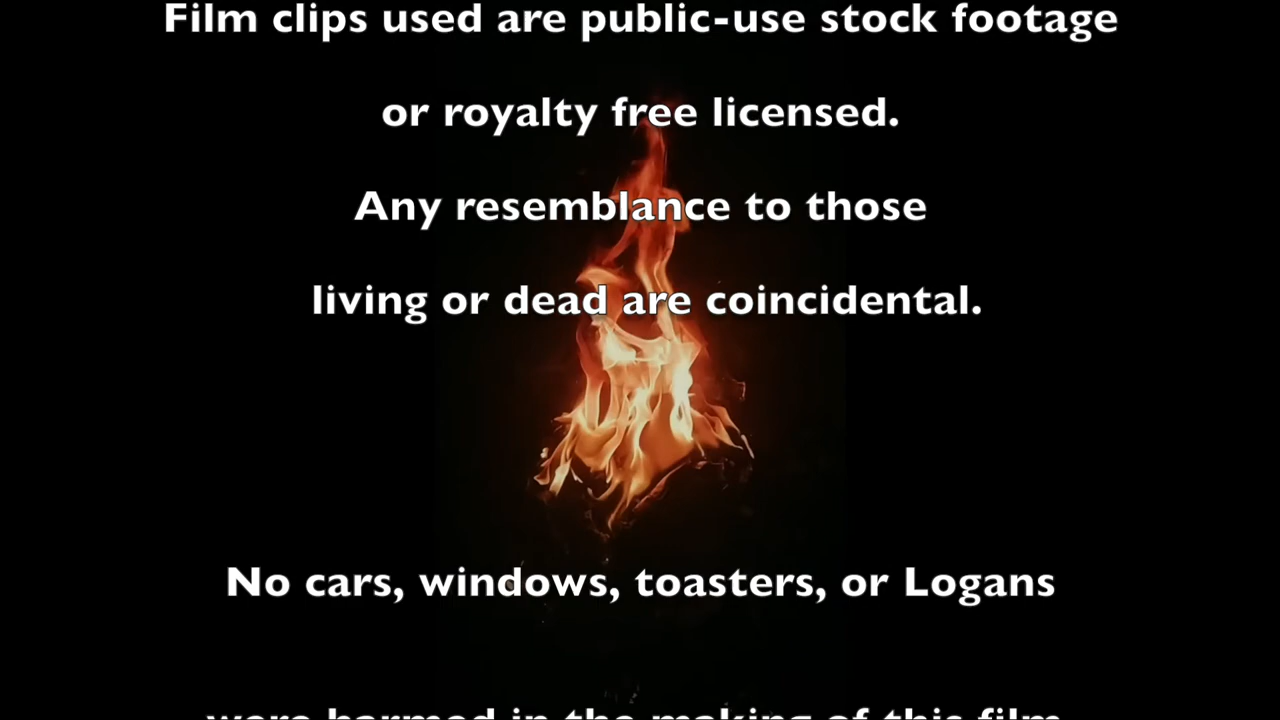 Film clips used are public-use stock footage
or royalty free licensed.
Any resemblance to those
living or dead are coincidental.
No cars, windows, toasters, or Logans
were harmed in the making of this film